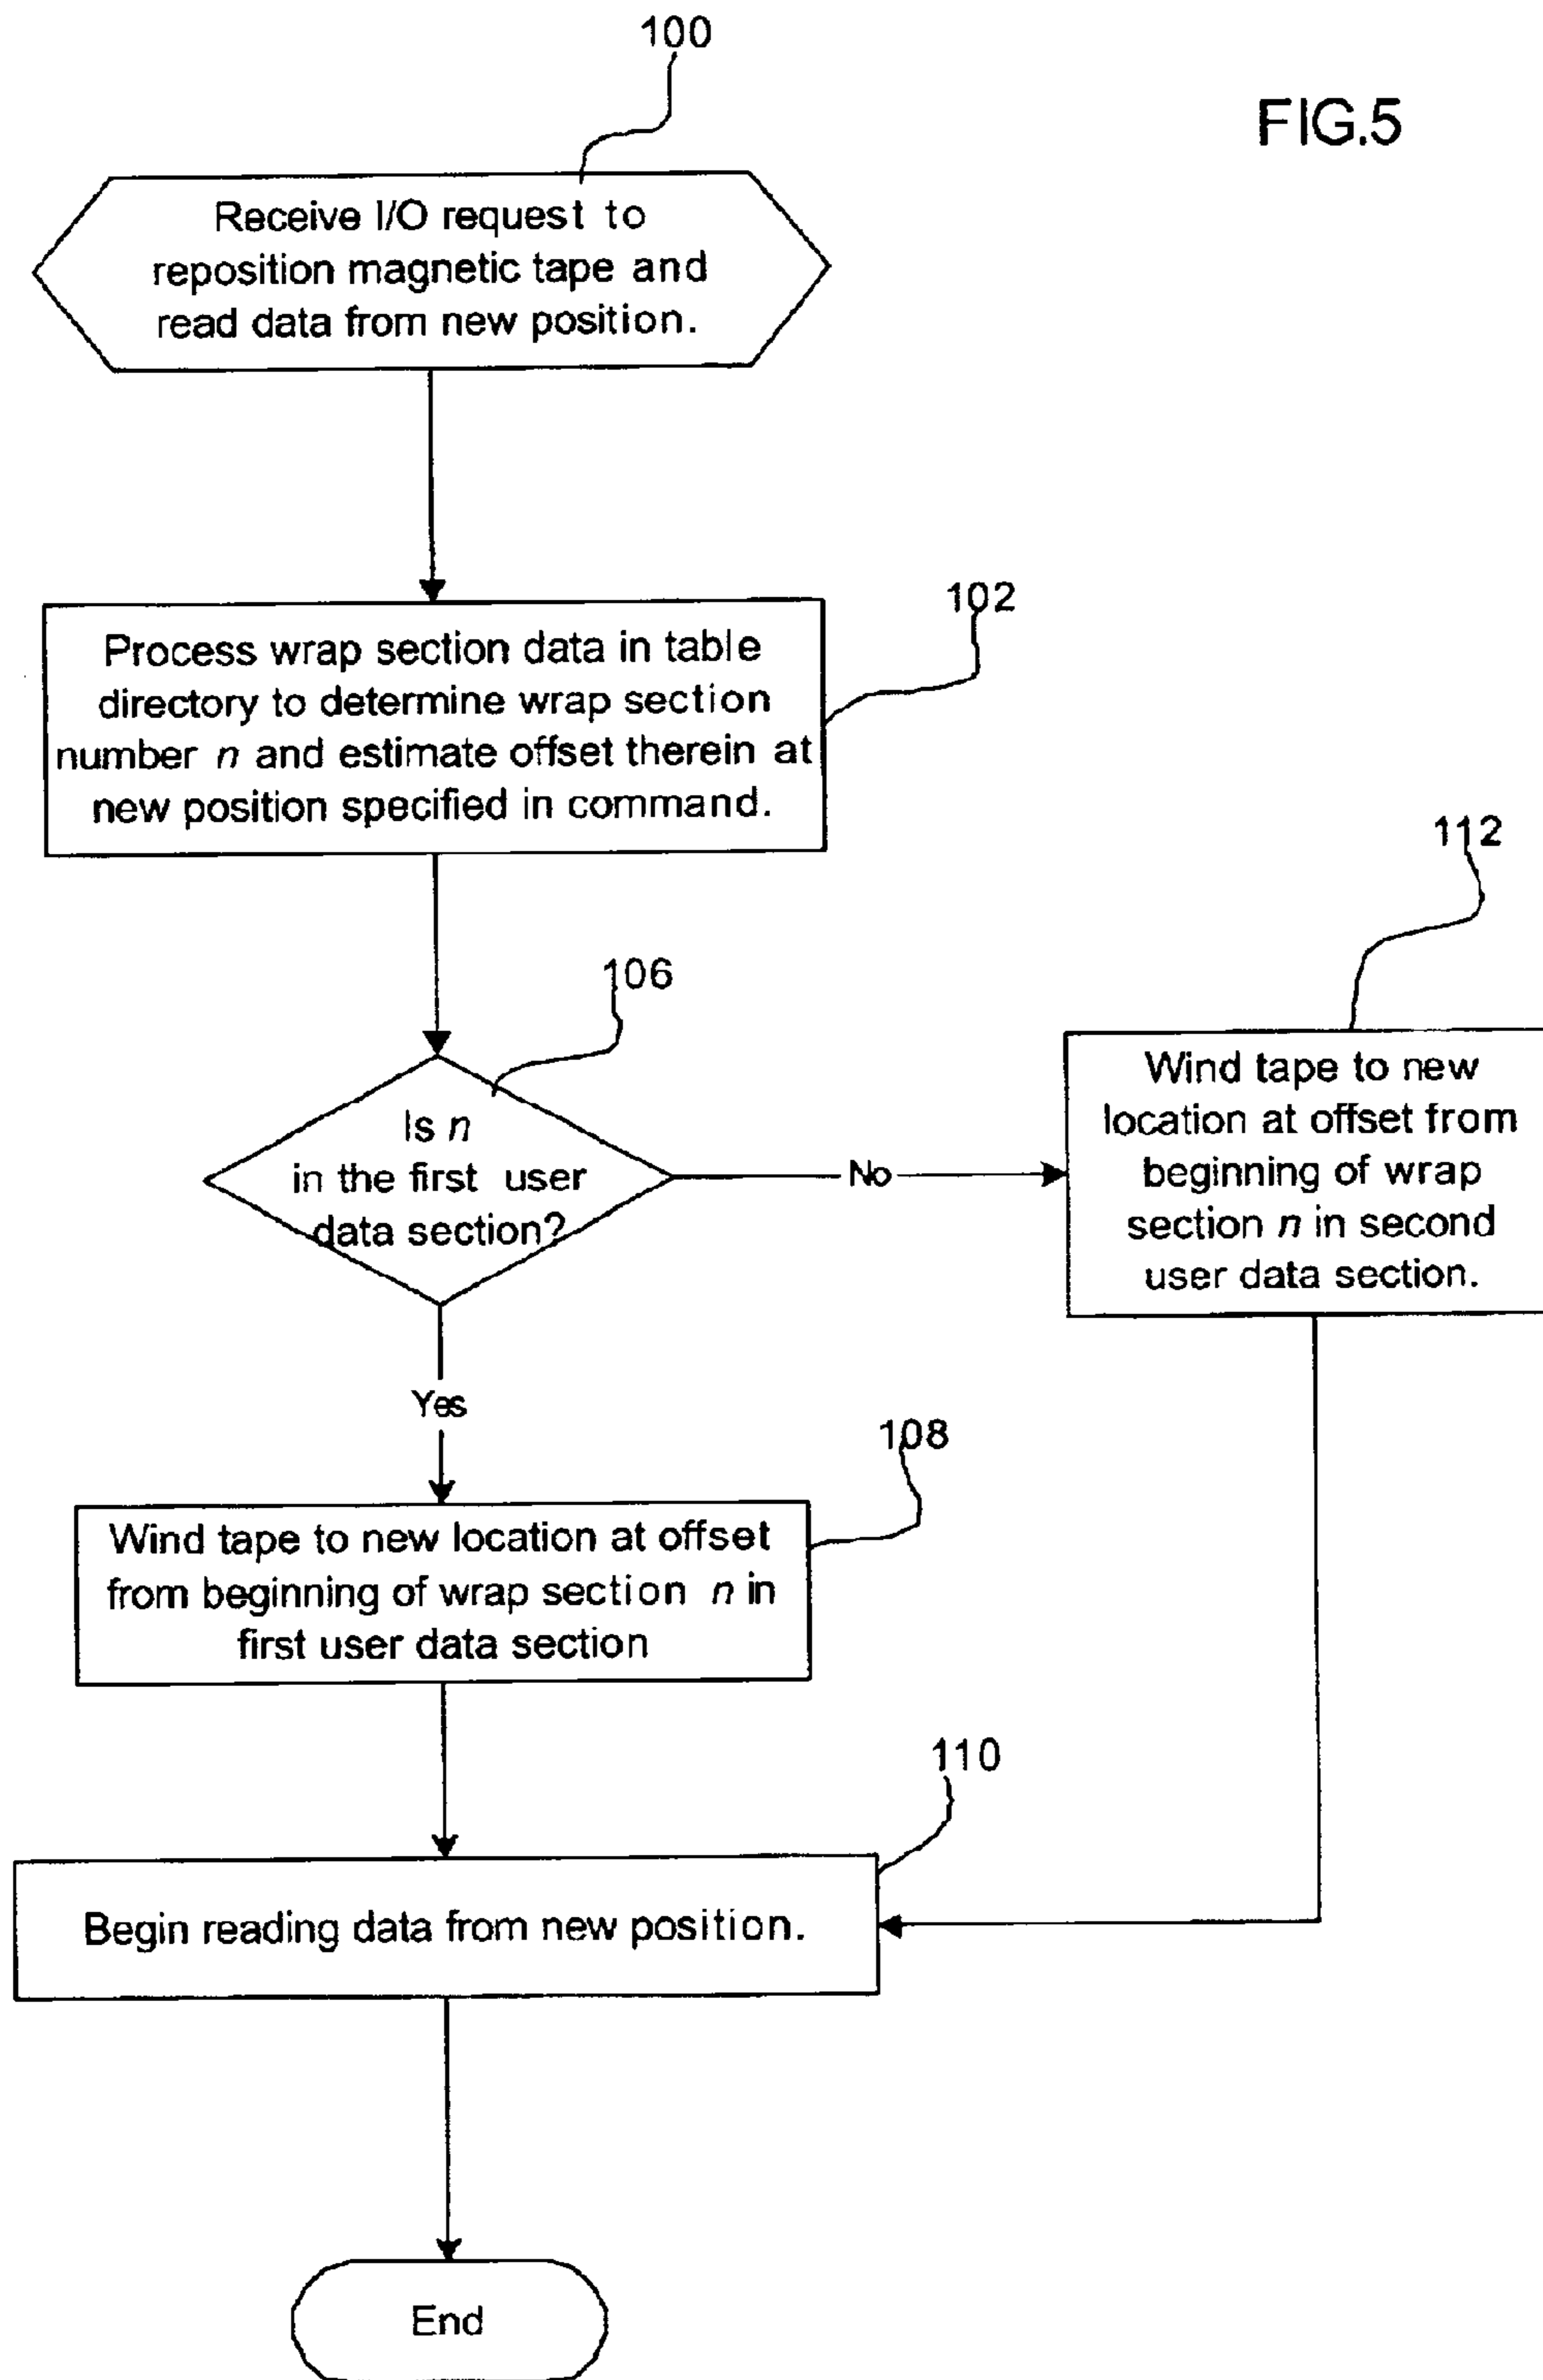 100
FIG.5
Receive I/O request to
reposition magnetic tape and
read data from new position.
102
Process wrap section data in table
directory to determine wrap section
number n and estimate offset therein at
new position specified in command.
106
Is n
in the first user
data section?
No
112
Wind tape to new
location at offset from
beginning of wrap
section n in second
user data section.
Yes
108
Wind tape to new location at offset
from beginning of wrap section n in
first user data section
110
Begin reading data from new position.
End